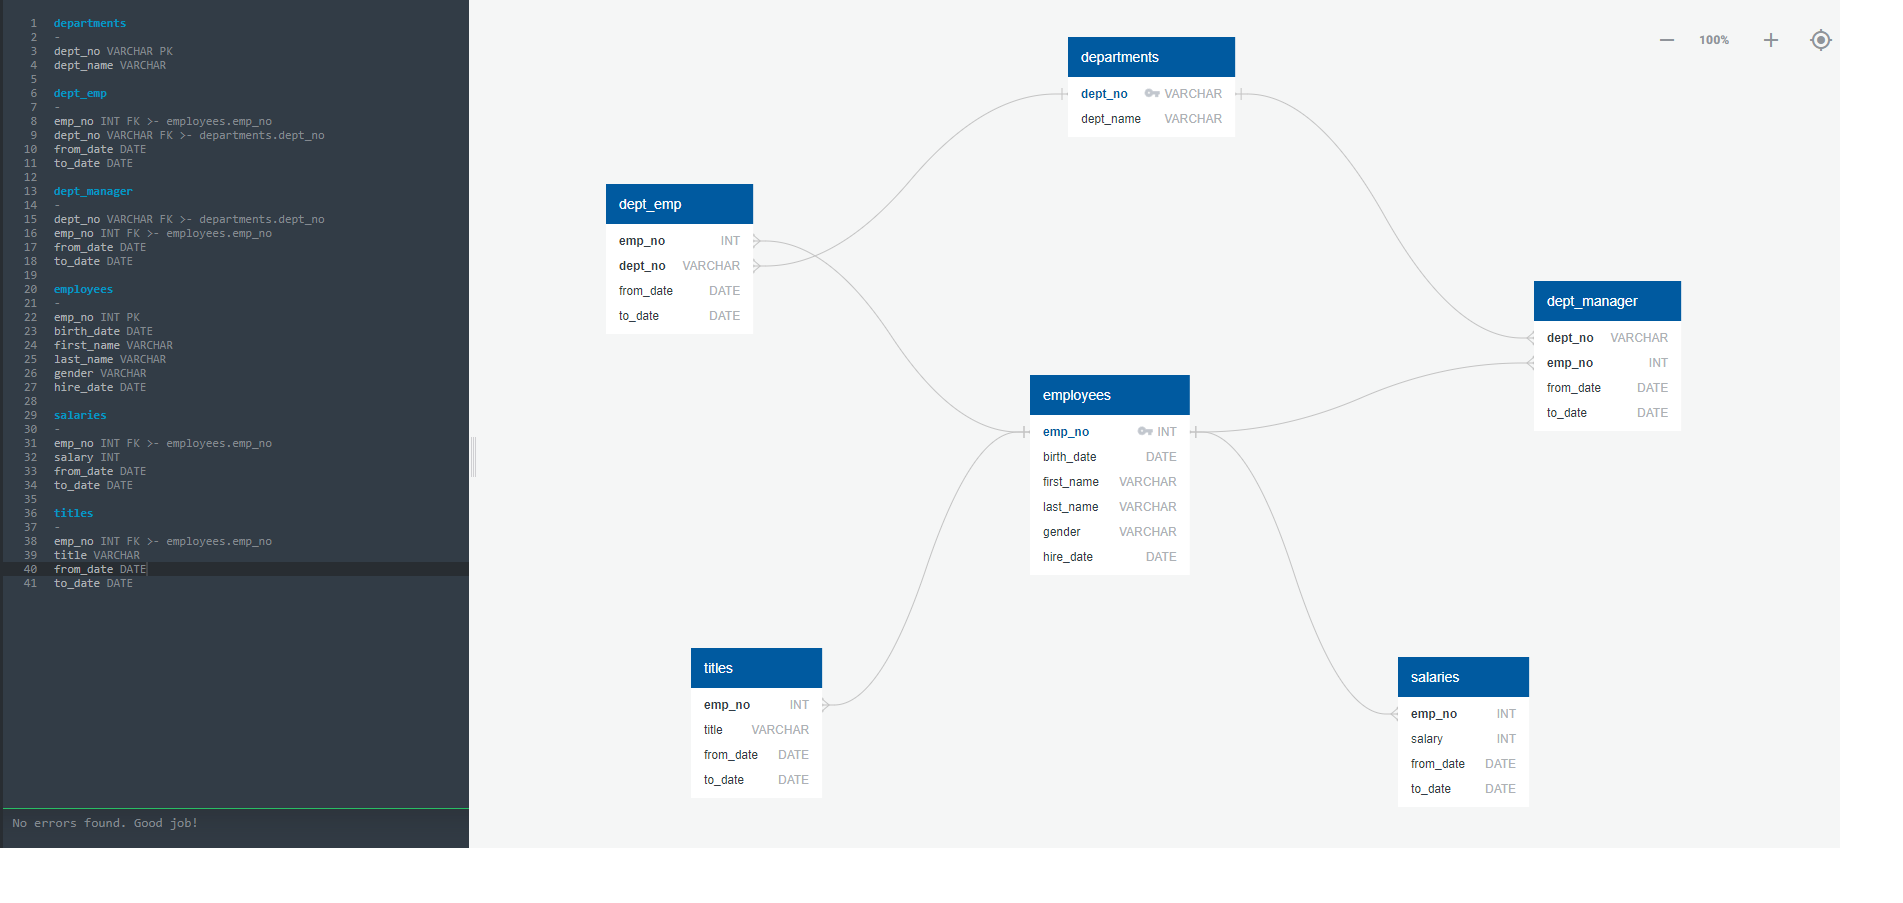 1 departments
2 -
3 dept_no VARCHAR PK
4 dept_name VARCHAR
5
6 dept_emp
7 -
8 emp_no INT FK >- employees.emp_no
9 dept_no VARCHAR FK >- departments.dept_no
10 from_date DATE
11 to_date DATE
12
13 dept_manager
14 -
15 dept_no VARCHAR FK >- departments.dept_no
16 emp_no INT FK >- employees.emp_no
17 from_date DATE
18 to_date DATE
19
20 employees
21 -
22 emp_no INT PK
23 birth_date DATE
24 first_name VARCHAR
25 last_name VARCHAR
26 gender VARCHAR
27 hire_date DATE
28
29 salaries
30 -
31 emp_no INT FK >- employees.emp_no
32 salary INT
33 from_date DATE
34 to_date DATE
35
36 titles
37 -
38 emp_no INT FK >- employees.emp_no
39 title VARCHAR
40 from_date DATE
41 to_date DATE
No errors found. Good job!
100%
departments
dept_no VARCHAR
dept_name VARCHAR
dept_emp
emp_no INT
dept_no VARCHAR
from_date DATE
to_date DATE
dept_manager
dept_no VARCHAR
emp_no INT
from_date DATE
to_date DATE
employees
emp_no INT
birth_date DATE
first_name VARCHAR
last_name VARCHAR
gender VARCHAR
hire_date DATE
titles
emp_no INT
title VARCHAR
from_date DATE
to_date DATE
salaries
emp_no INT
salary INT
from_date DATE
to_date DATE